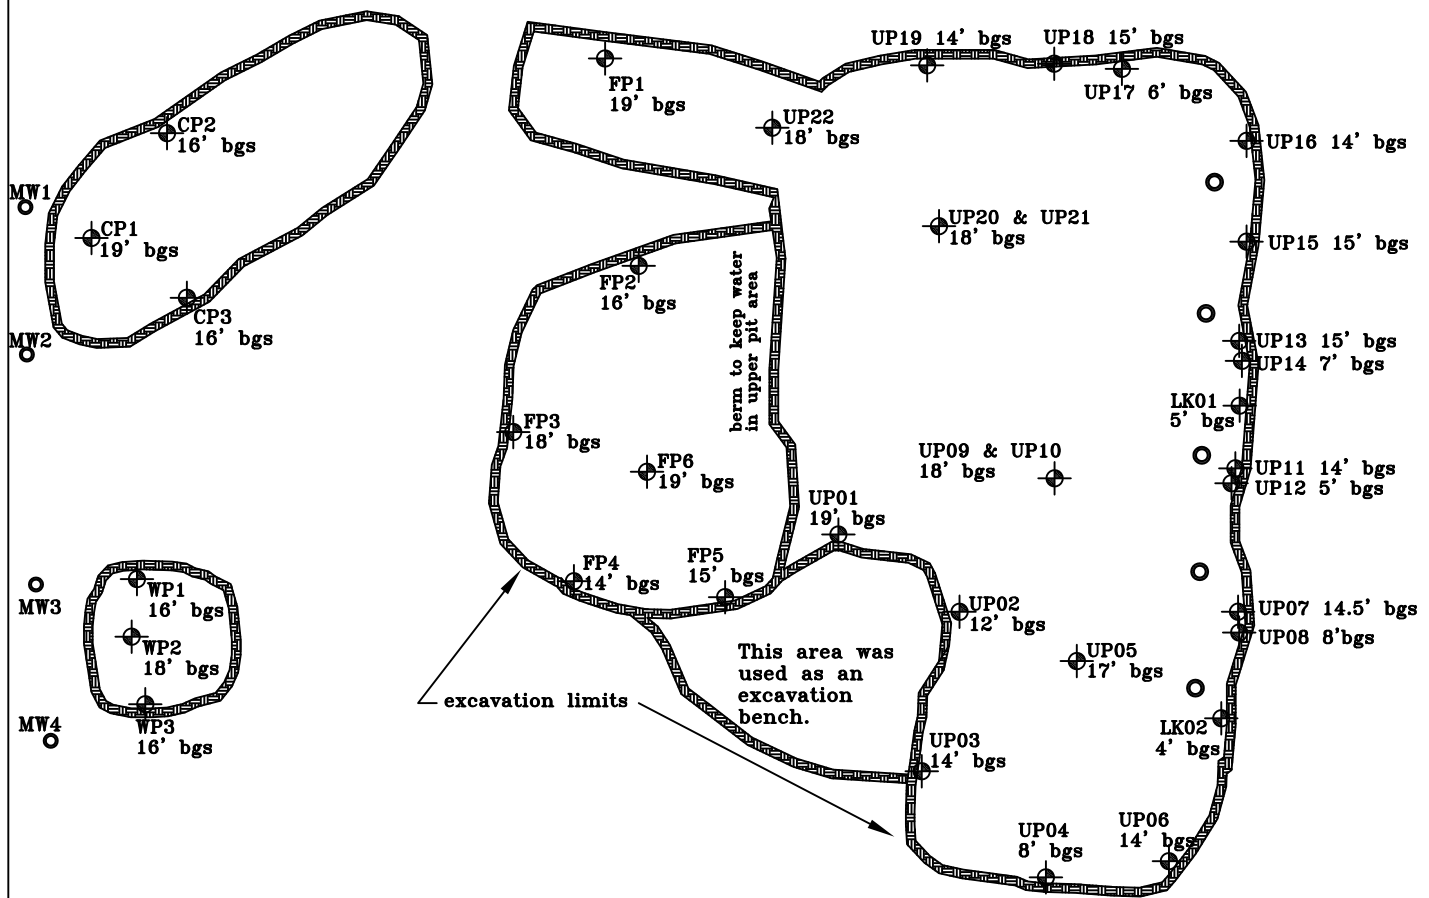 UP19 14' bgs
UP18 15' bgs
FP1
19' bgs
UP17 6' bgs
CP2
16' bgs
UP22
18' bgs
UP16 14' bgs
MW1
CP1
19' bgs
UP20 & UP21
18' bgs
UP15 15' bgs
FP2
16' bgs
berm to keep water
in upper pit area
CP3
16' bgs
MW2
UP13 15' bgs
UP14 7' bgs
LK01
5' bgs
FP3
18' bgs
UP09 & UP10
18' bgs
FP6
19' bgs
UP11 14' bgs
UP12 5' bgs
UP01
19' bgs
FP4
14' bgs
FP5
15' bgs
WP1
16' bgs
MW3
UP02
12' bgs
UP07 14.5' bgs
UP08 8'bgs
WP2
18' bgs
This area was
used as an
excavation
bench.
UP05
17' bgs
excavation limits
MW4
WP3
16' bgs
LK02
4' bgs
UP03
14' bgs
UP04
8' bgs
UP06
14' bgs